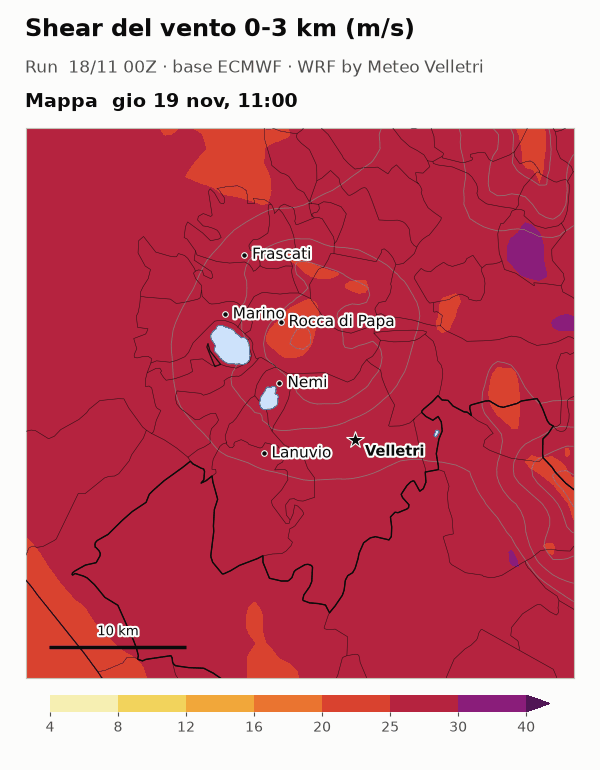 Shear del vento 0-3 km (m/s)
Run  18/11 00Z · base ECMWF · WRF by Meteo Velletri
Mappa  gio 19 nov, 11:00
Frascati
Marino
Rocca di Papa
Nemi
Velletri
Lanuvio
10 km
4 8 12 16 20 25 30 40